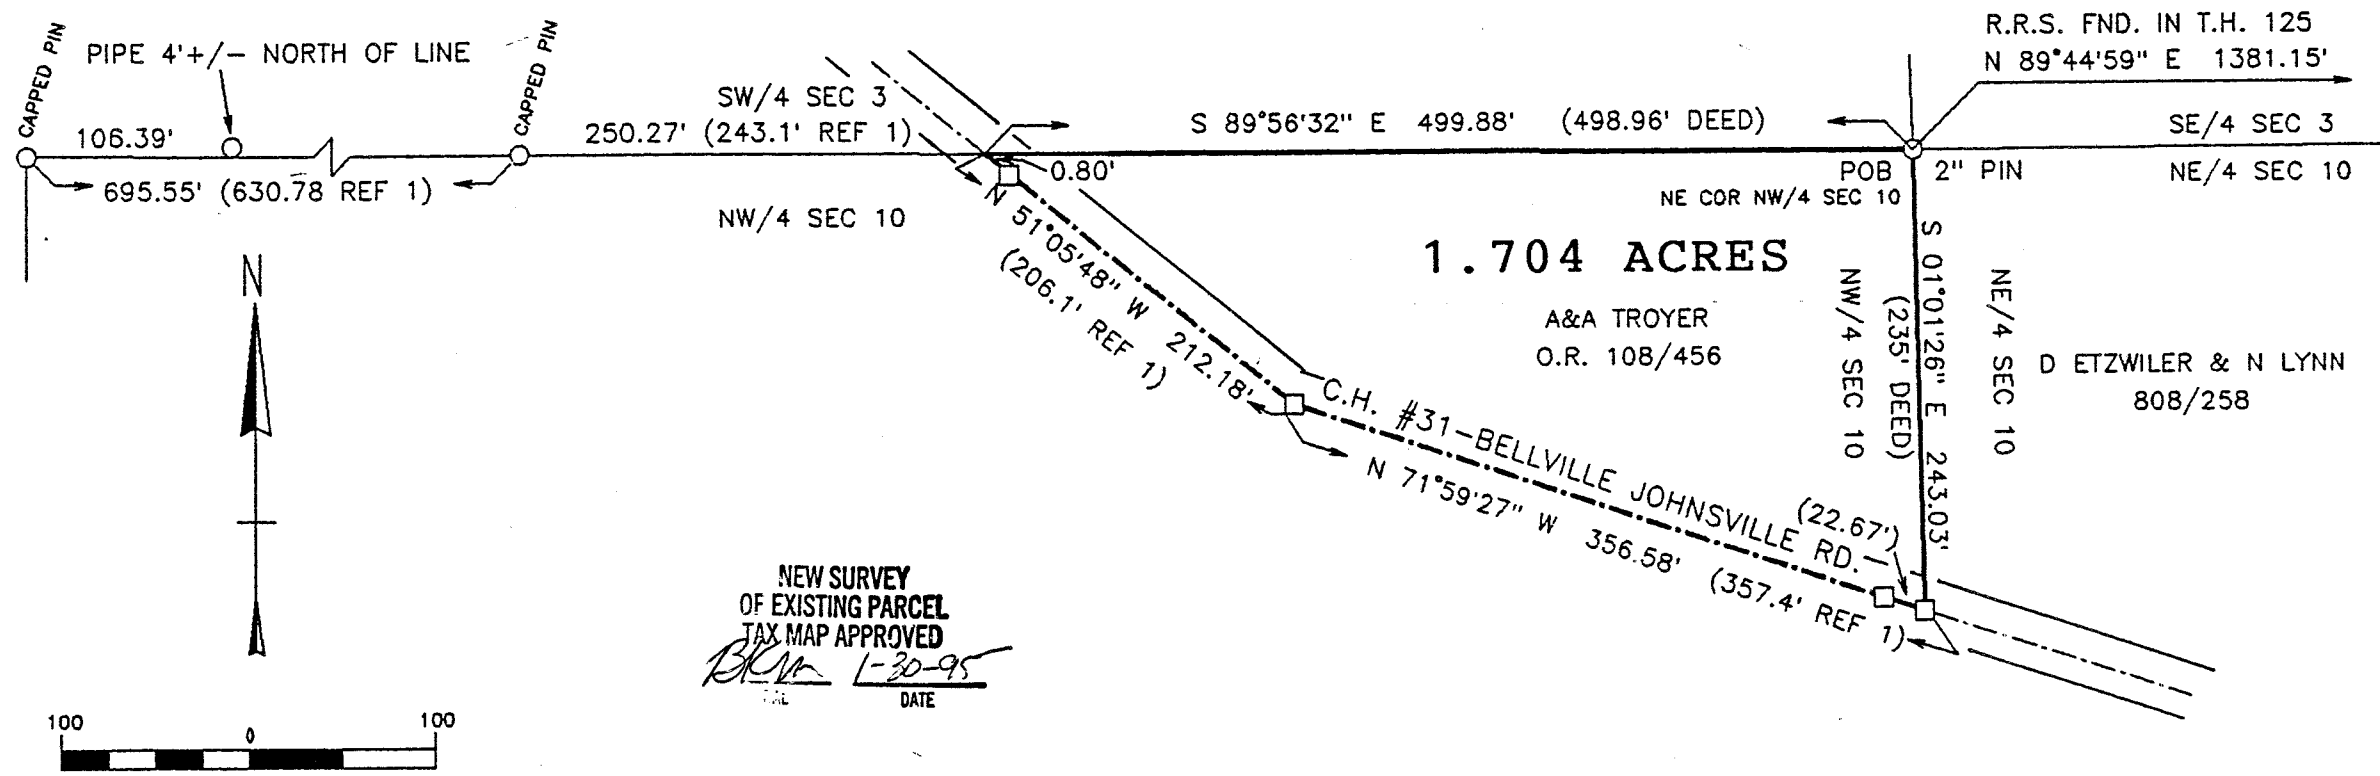 CAPPED PIN
PIPE 4'+/- NORTH OF LINE
CAPPED PIN
R.R.S. FND. IN T.H. 125
N 89°44'59" E 1381.15'
SW/4 SEC 3
106.39'
250.27' (243.1' REF 1)
S 89°56'32" E 499.88' (498.96' DEED)
SE/4 SEC 3
695.55' (630.78 REF 1)
0.80'
POB 2" PIN
NE/4 SEC 10
NE COR NW/4 SEC 10
NW/4 SEC 10
N 51°05'48" W 212.18'
(206.1' REF 1)
1.704 ACRES
A&A TROYER
O.R. 108/456
NW/4 SEC 10
(235' DEED)
S 01°01'26" E 243.03'
NE/4 SEC 10
D ETZWILER & N LYNN
808/258
N
C.H. #31-BELLVILLE JOHNSVILLE RD.
N 71°59'27" W 356.58' (357.4' REF 1)
(22.67')
NEW SURVEY
OF EXISTING PARCEL
TAX MAP APPROVED
1-30-95
DATE
100 0 100